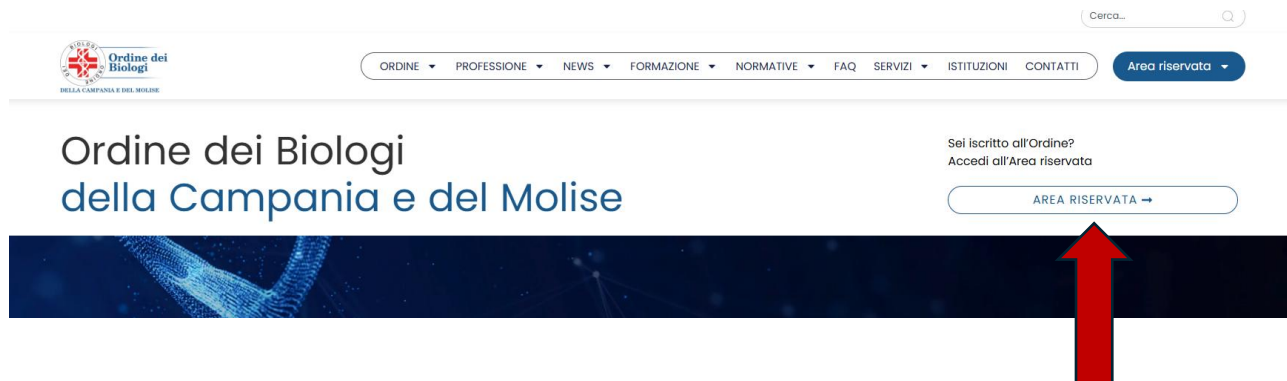 Cerca...
Ordine dei
Biologi
DELLA CAMPANIA E DEL MOLISE
ORDINE PROFESSIONE NEWS FORMAZIONE NORMATIVE FAQ SERVIZI ISTITUZIONI CONTATTI
Area riservata
Ordine dei Biologi
della Campania e del Molise
Sei iscritto all'Ordine?
Accedi all'Area riservata
AREA RISERVATA →